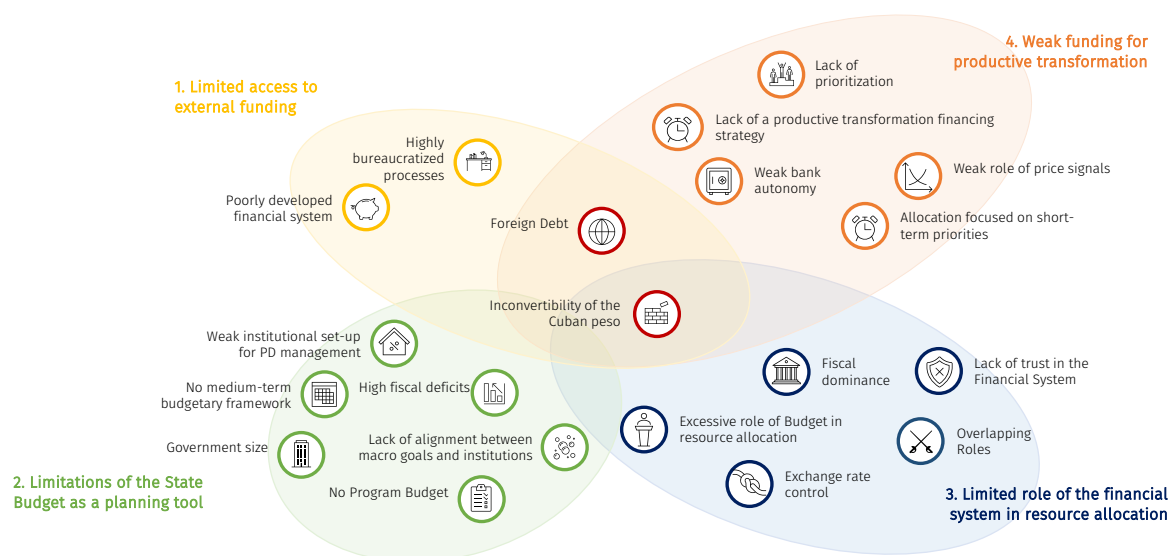 4. Weak funding for
productive transformation
Lack of
prioritization
1. Limited access to
external funding
Lack of a productive transformation financing
strategy
Highly
bureaucratized
processes
Weak bank
autonomy
Weak role of price signals
Poorly developed
financial system
Foreign Debt
Allocation focused on short-
term priorities
Inconvertibility of the
Cuban peso
Weak institutional set-up
for PD management
Fiscal
dominance
Lack of trust in the
Financial System
No medium-term
budgetary framework
High fiscal deficits
Excessive role of Budget in
resource allocation
Overlapping
Roles
Government size
Lack of alignment between
macro goals and institutions
Exchange rate
control
No Program Budget
2. Limitations of the State
Budget as a planning tool
3. Limited role of the financial
system in resource allocation